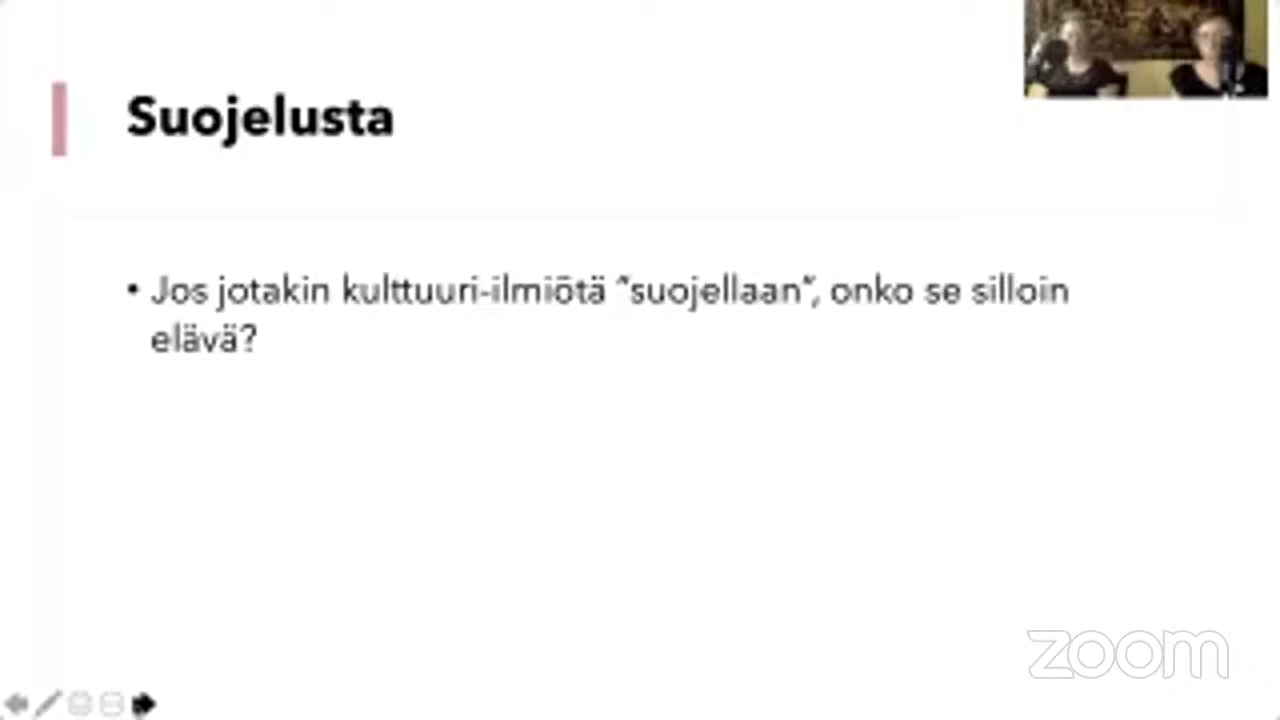 Suojelusta
• Jos jotakin kulttuuri-ilmiötä ”suojellaan”, onko se silloin
elävä?
zoom